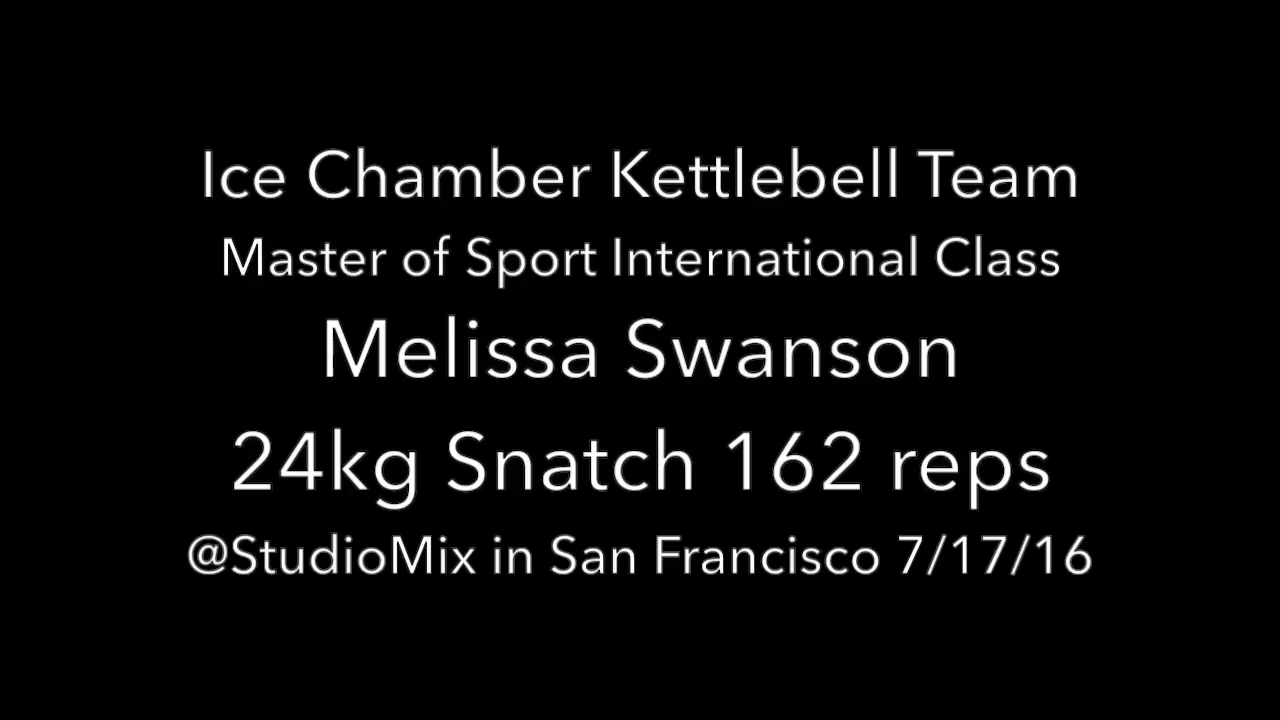 Ice Chamber Kettlebell Team
Master of Sport International Class
Melissa Swanson
24kg Snatch 162 reps
@StudioMix in San Francisco 7/17/16